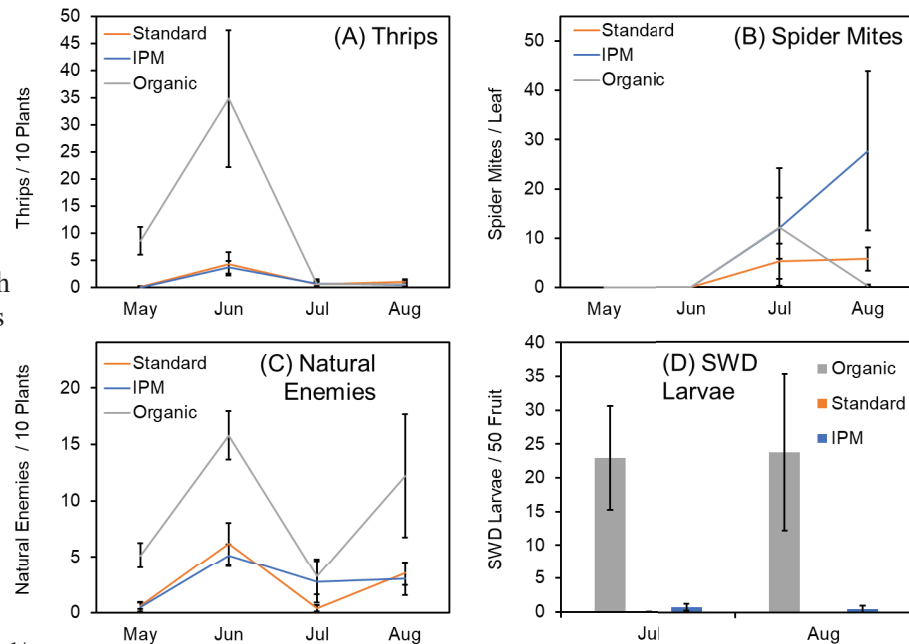 (A) Thrips
Standard
IPM
Organic
Thrips / 10 Plants
50
45
40
35
30
25
20
15
10
5
0
May Jun Jul Aug
(B) Spider Mites
Standard
IPM
Organic
Spider Mites / Leaf
50
40
30
20
10
0
May Jun Jul Aug
h
s
(C) Natural
Enemies
Standard
IPM
Organic
Natural Enemies / 10 Plants
20
15
10
5
0
May Jun Jul Aug
(D) SWD
Larvae
Organic
Standard
IPM
SWD Larvae / 50 Fruit
40
35
30
25
20
15
10
5
0
Jul Aug